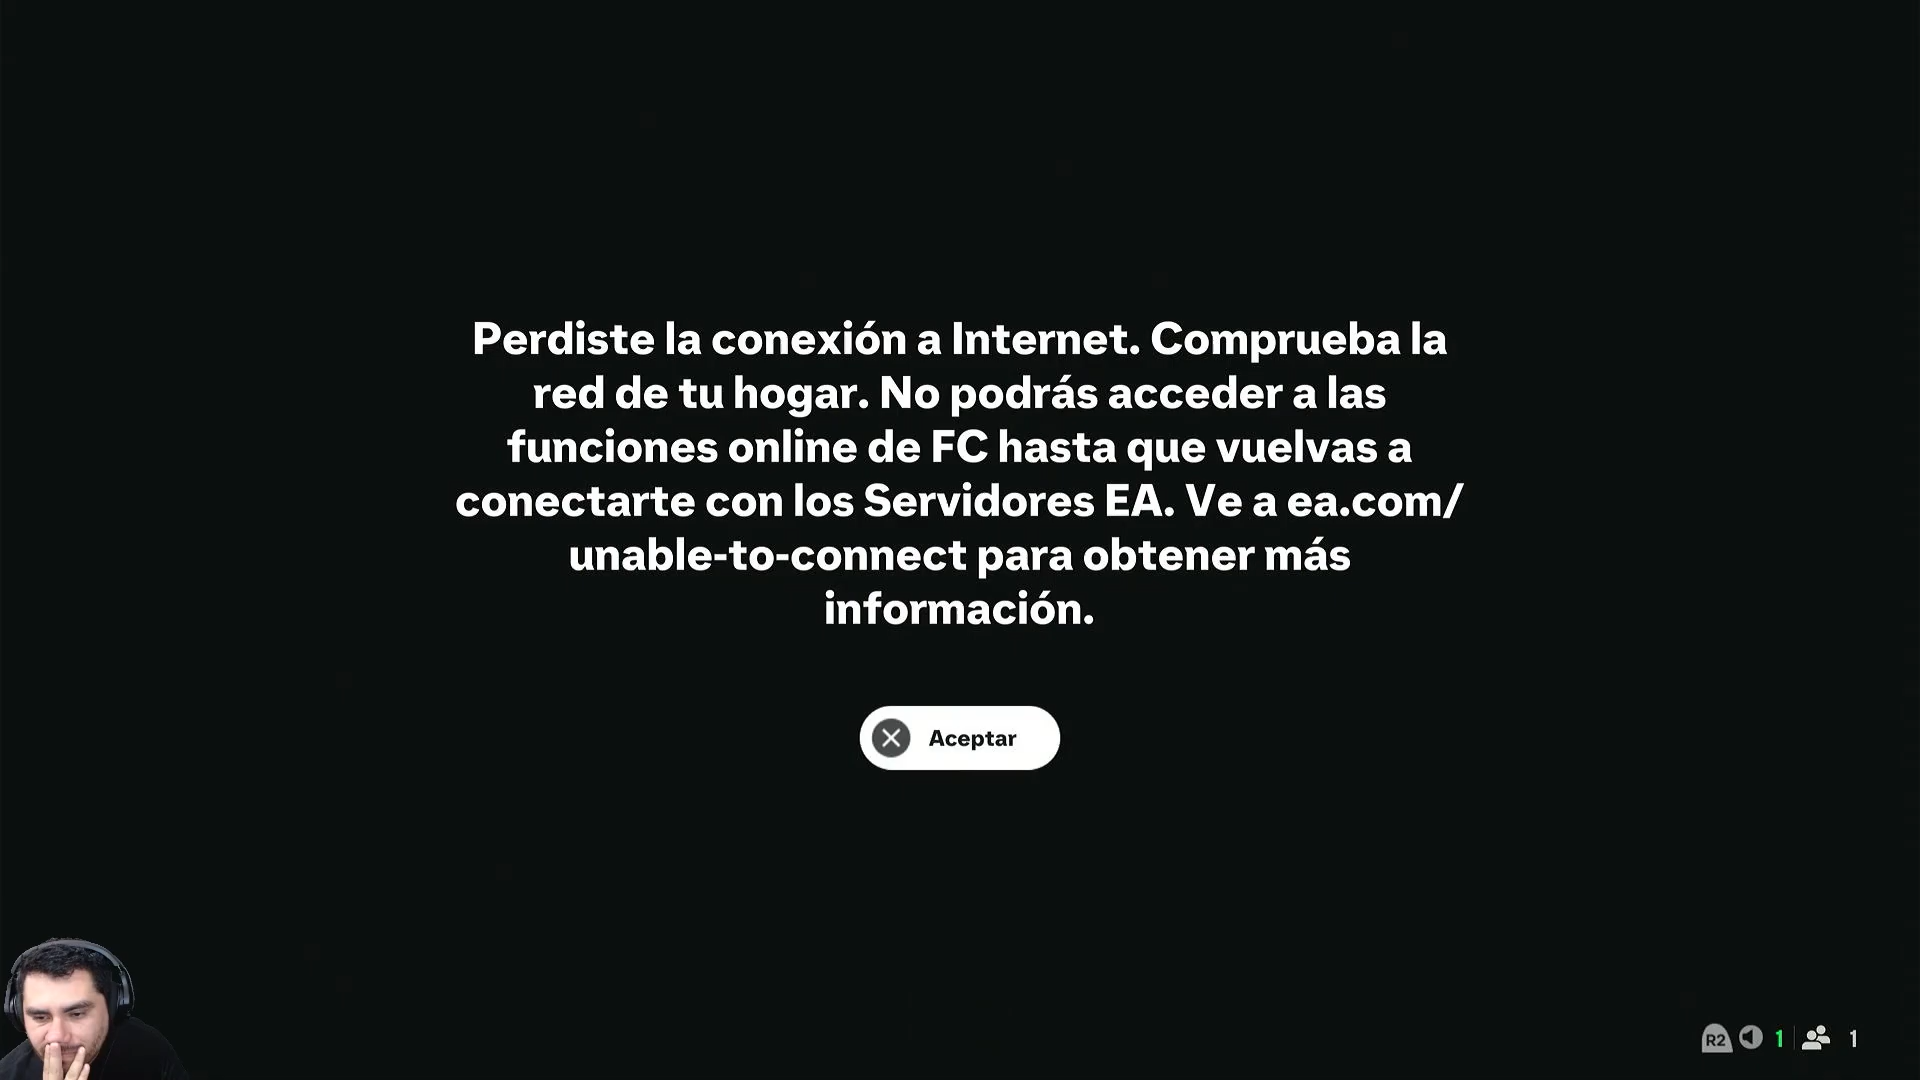 Perdiste la conexión a Internet. Comprueba la
red de tu hogar. No podrás acceder a las
funciones online de FC hasta que vuelvas a
conectarte con los Servidores EA. Ve a ea.com/
unable-to-connect para obtener más
información.
Aceptar
R2 1 1